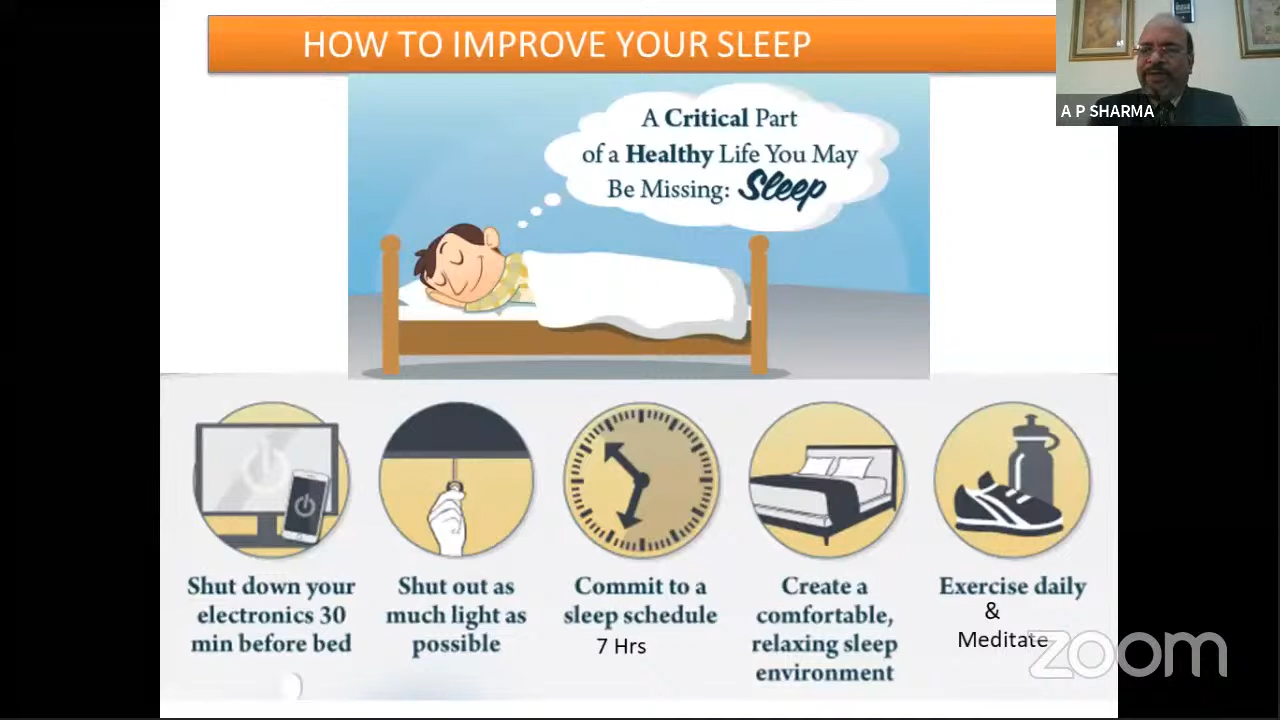 HOW TO IMPROVE YOUR SLEEP
A P SHARMA
A Critical Part
of a Healthy Life You May
Be Missing: Sleep
Shut down your
electronics 30
min before bed
Shut out as
much light as
possible
Commit to a
sleep schedule
7 Hrs
Create a
comfortable,
relaxing sleep
environment
Exercise daily
&
Meditate
zoom